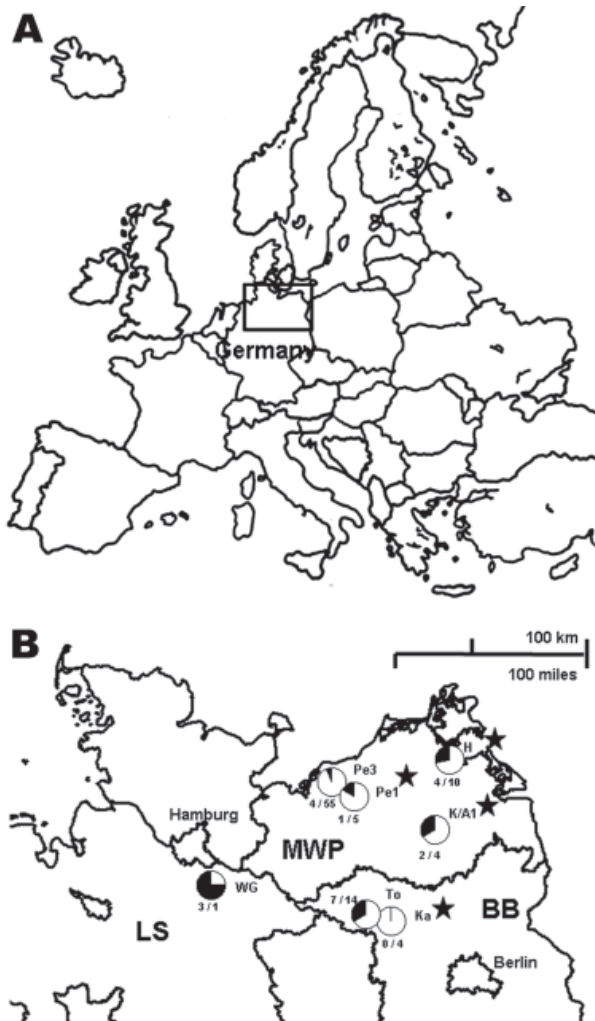 A
Germany
B
100 km
100 miles
H
4 / 10
Pe3
4 / 55
Pe1
1 / 5
K/A1
2 / 4
Hamburg
MWP
WG
3 / 1
To
7 / 14
Ka
0 / 4
BB
LS
Berlin